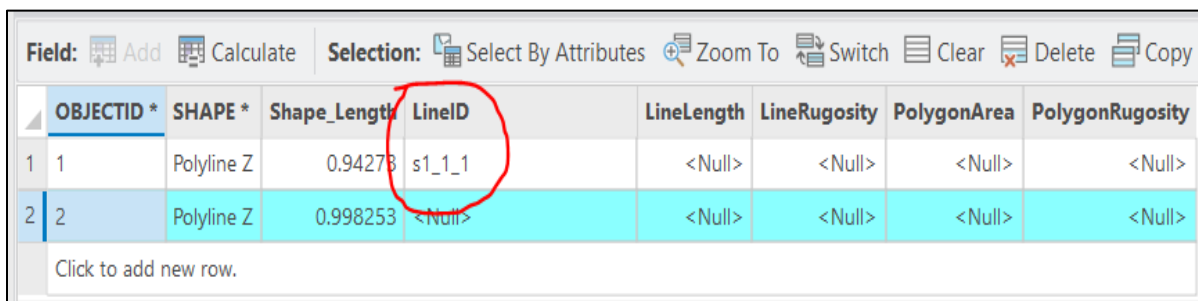 Field: Add Calculate Selection: Select By Attributes Zoom To Switch Clear Delete Copy
OBJECTID * SHAPE * Shape_Length LineID LineLength LineRugosity PolygonArea PolygonRugosity
1 1 Polyline Z 0.94273 s1_1_1 <Null> <Null> <Null> <Null>
2 2 Polyline Z 0.998253 <Null> <Null> <Null> <Null> <Null>
Click to add new row.